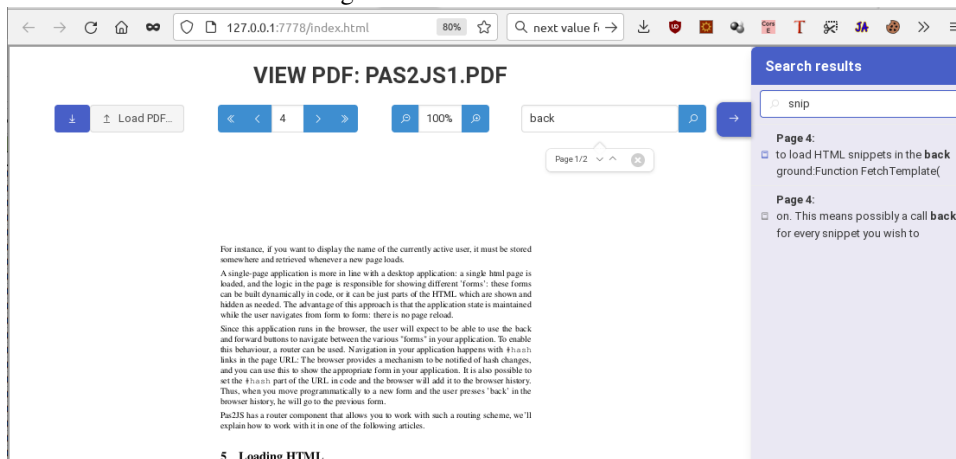 127.0.0.1:7778/index.html
80%
next value f
VIEW PDF: PAS2JS1.PDF
Load PDF...
4
100%
back
Page 1/2
Search results
snip
Page 4:
to load HTML snippets in the back
ground:Function FetchTemplate(
Page 4:
on. This means possibly a call back
for every snippet you wish to
For instance, if you want to display the name of the currently active user, it must be stored
somewhere and retrieved whenever a new page loads.
A single-page application is more in line with a desktop application: a single html page is
loaded, and the logic in the page is responsible for showing different 'forms': these forms
can be built dynamically in code, or it can be just parts of the HTML which are shown and
hidden as needed. The advantage of this approach is that the application state is maintained
while the user navigates from form to form: there is no page reload.
Since this application runs in the browser, the user will expect to be able to use the back
and forward buttons to navigate between the various "forms" in your application. To enable
this behaviour, a router can be used. Navigation in your application happens with #hash
links in the page URL: The browser provides a mechanism to be notified of hash changes,
and you can use this to show the appropriate form in your application. It is also possible to
set the #hash part of the URL in code and the browser will add it to the browser history.
Thus, when you move programmatically to a new form and the user presses 'back' in the
browser history, he will go to the previous form.
Pas2JS has a router component that allows you to work with such a routing scheme, we'll
explain how to work with it in one of the following articles.
5 Loading HTML